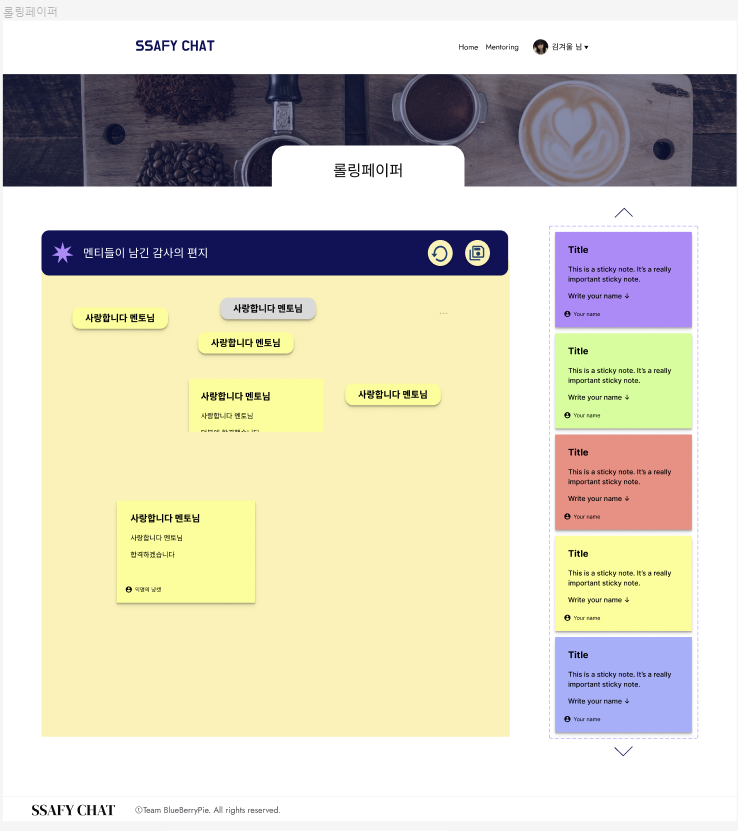 롤링페이퍼
SSAFY CHAT
Home Mentoring 김겨울 님 ▾
롤링페이퍼
멘티들이 남긴 감사의 편지
사랑합니다 멘토님
사랑합니다 멘토님
...
사랑합니다 멘토님
사랑합니다 멘토님
사랑합니다 멘토님
사랑합니다 멘토님
사랑합니다 멘토님
사랑합니다 멘토님
합격하겠습니다
익명의
Title
This is a sticky note. It's a really
important sticky note.
Write your name ↓
Your name
Title
This is a sticky note. It's a really
important sticky note.
Write your name ↓
Your name
Title
This is a sticky note. It's a really
important sticky note.
Write your name ↓
Your name
Title
This is a sticky note. It's a really
important sticky note.
Write your name ↓
Your name
Title
This is a sticky note. It's a really
important sticky note.
Write your name ↓
Your name
SSAFY CHAT
ⓒTeam BlueBerryPie. All rights reserved.